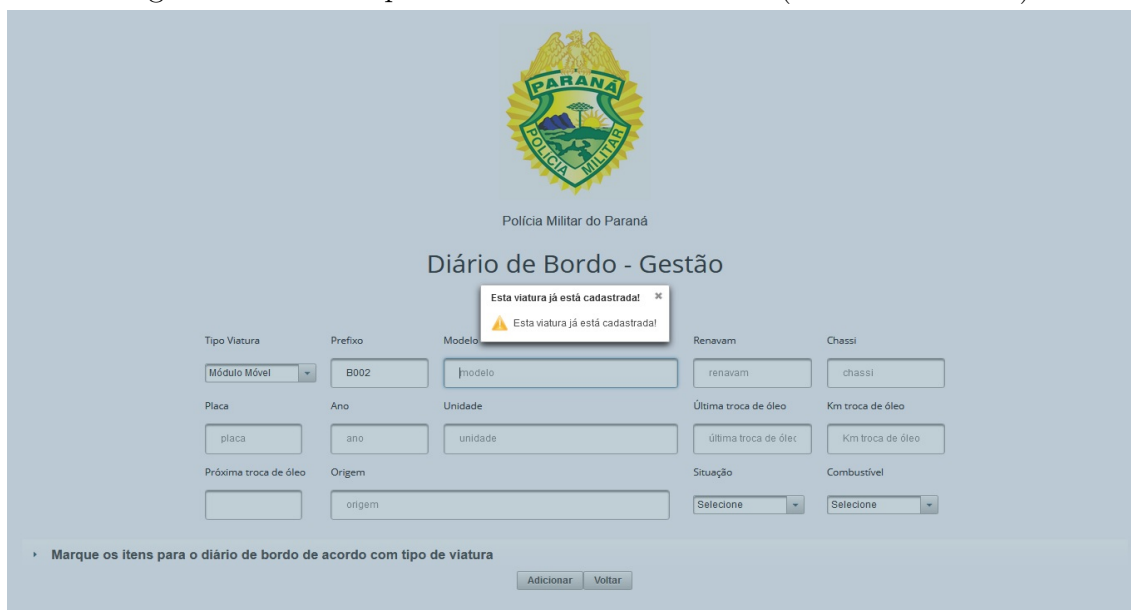 PARANÁ
POLÍCIA MILITAR
Polícia Militar do Paraná
Diário de Bordo - Gestão
Esta viatura já está cadastrada!
Esta viatura já está cadastrada!
Tipo Viatura Prefixo Modelo Renavam Chassi
Módulo Móvel B002 modelo renavam chassi
Placa Ano Unidade Última troca de óleo Km troca de óleo
placa ano unidade última troca de óleo Km troca de óleo
Próxima troca de óleo Origem Situação Combustível
origem Selecione Selecione
Marque os itens para o diário de bordo de acordo com tipo de viatura
Adicionar Voltar